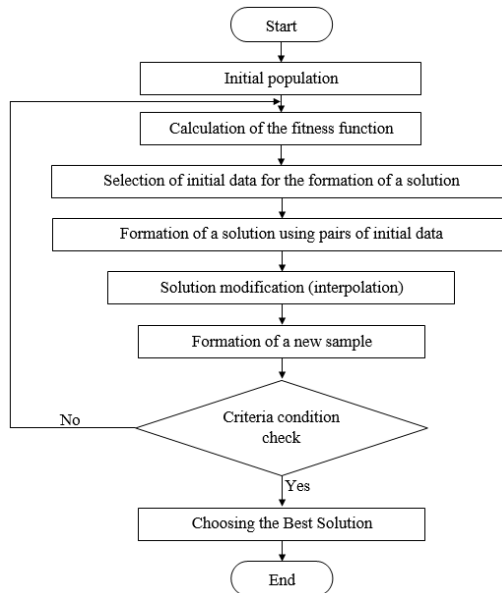 Start
Initial population
Calculation of the fitness function
Selection of initial data for the formation of a solution
Formation of a solution using pairs of initial data
Solution modification (interpolation)
Formation of a new sample
Criteria condition
check
No
Yes
Choosing the Best Solution
End